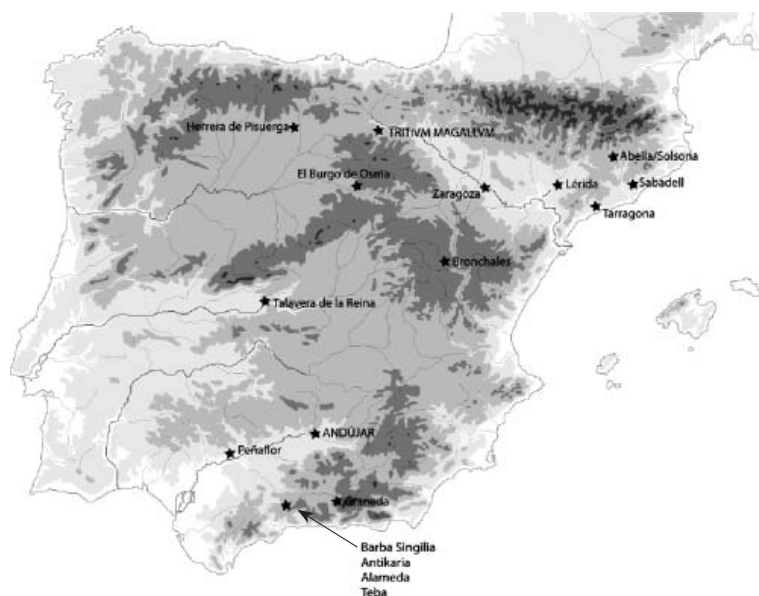 Herrera de Pisuerga
TRITIVM MAGALLVM
Abella/Solsona
El Burgo de Osma
Zaragoza
Lérida
Sabadell
Tarragona
Bronchales
Talavera de la Reina
ANDÚJAR
Peñaflor
Graneda
Barba Singilia
Antikaria
Alameda
Teba